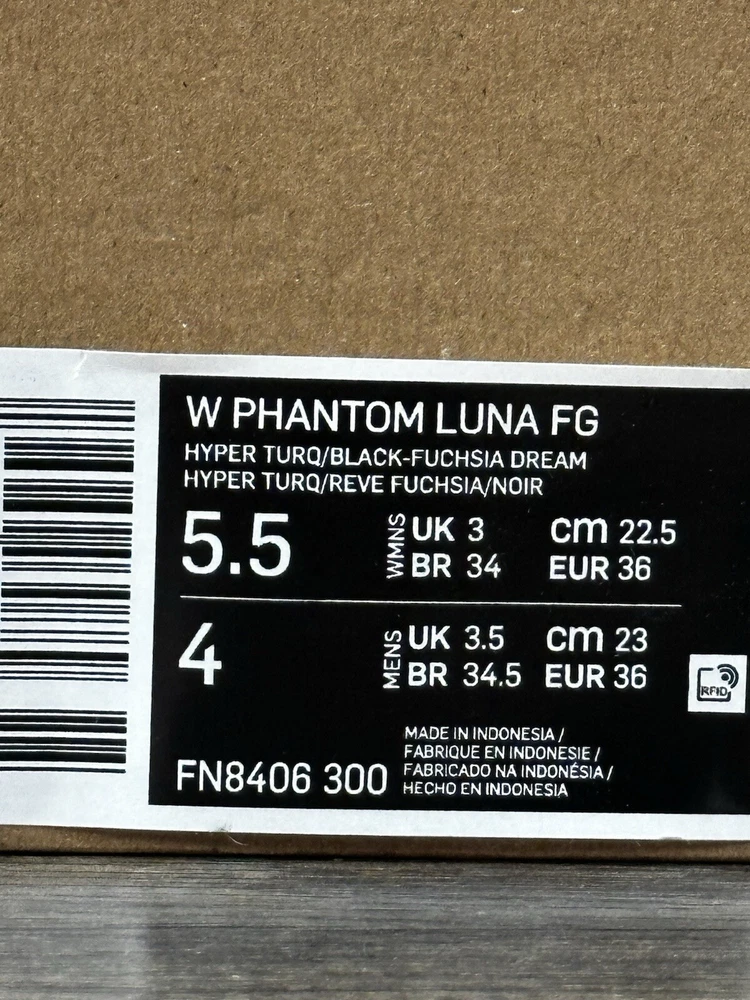 W PHANTOM LUNA FG
HYPER TURQ/BLACK-FUCHSIA DREAM
HYPER TURQ/REVE FUCHSIA/NOIR
5.5 WMNS UK 3 cm 22.5
BR 34 EUR 36
4 MENS UK 3.5 cm 23
BR 34.5 EUR 36
RFID
FN8406 300
MADE IN INDONESIA /
FABRIQUE EN INDONESIE /
FABRICADO NA INDONÉSIA /
HECHO EN INDONESIA